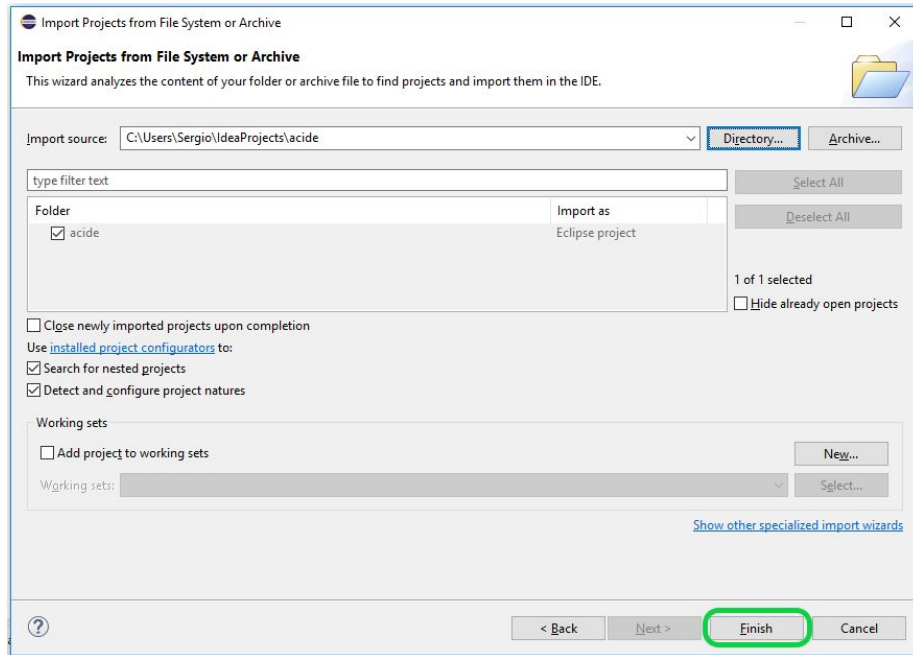 Import Projects from File System or Archive
Import Projects from File System or Archive
This wizard analyzes the content of your folder or archive file to find projects and import them in the IDE.
Import source: C:\Users\Sergio\IdeaProjects\acide Directory... Archive...
type filter text Select All
Folder Import as Deselect All
acide Eclipse project
1 of 1 selected
Hide already open projects
Close newly imported projects upon completion
Use installed project configurators to:
Search for nested projects
Detect and configure project natures
Working sets
Add project to working sets New...
Working sets: Select...
Show other specialized import wizards
? < Back Next > Finish Cancel